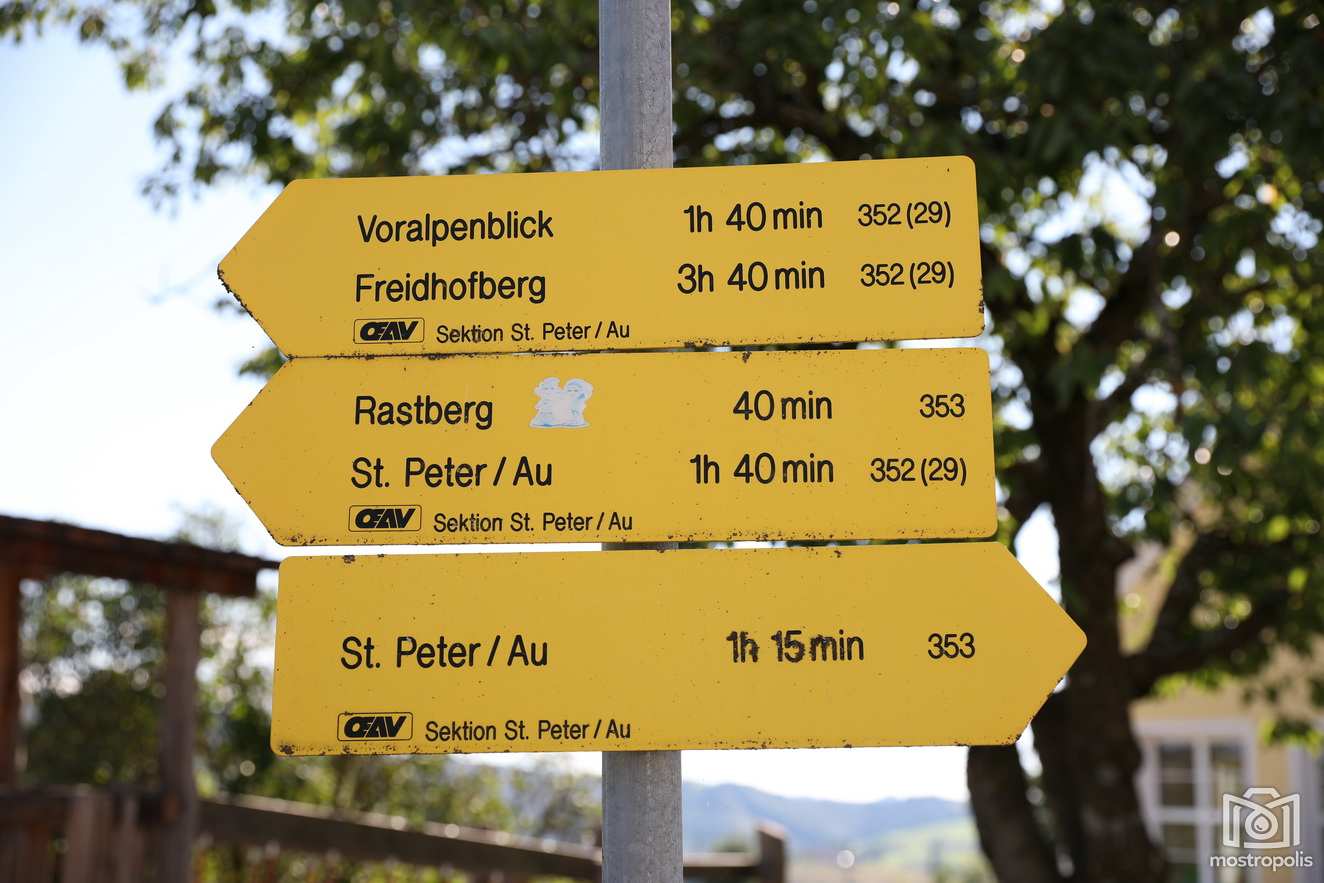 Voralpenblick 1h 40 min 352 (29)
Freidhofberg 3h 40 min 352 (29)
OEAV Sektion St. Peter / Au
Rastberg 40 min 353
St. Peter / Au 1h 40 min 352 (29)
OEAV Sektion St. Peter / Au
St. Peter / Au 1h 15 min 353
OEAV Sektion St. Peter / Au
mostropolis